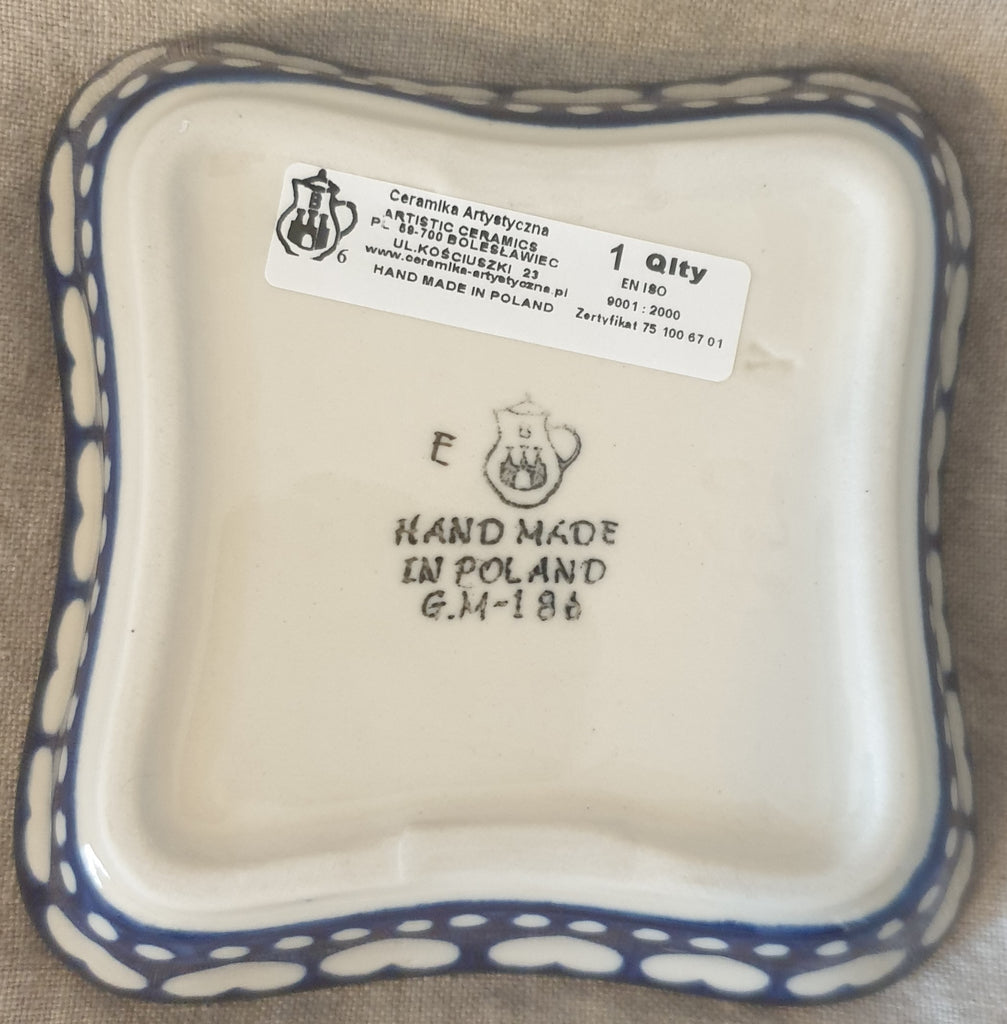 B
6
Ceramika Artystyczna
ARTISTIC CERAMICS
PL 59-700 BOLESŁAWIEC
UL.KOŚCIUSZKI 23
www.ceramika-artystyczna.pl
HAND MADE IN POLAND
1 Qlty
EN ISO
9001 : 2000
Zertyfikat 75 100 67 01
E
B
HAND MADE
IN POLAND
G.M-186